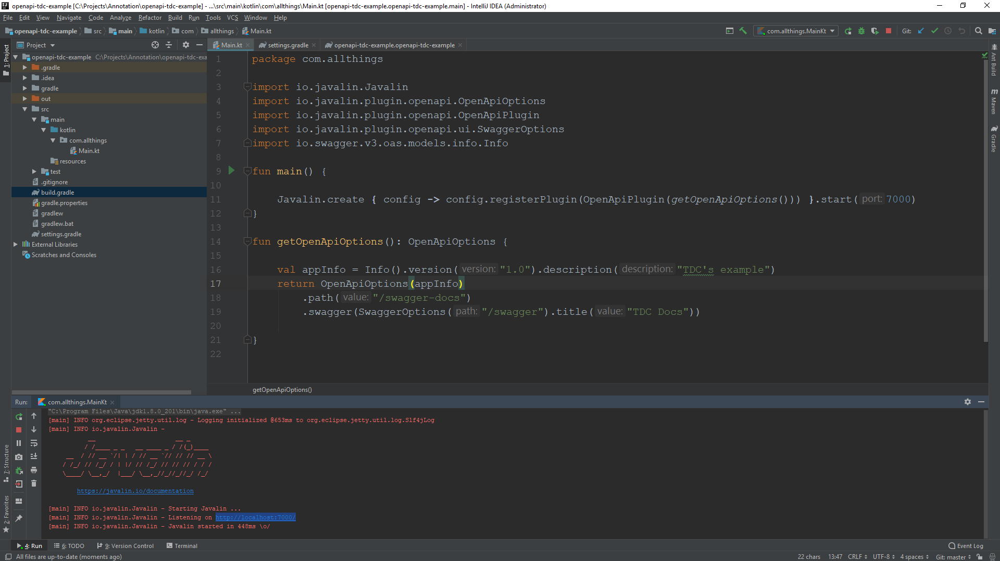 openapi-tdc-example [C:\Projects\Annotation\openapi-tdc-example] - ...\src\main\kotlin\com\allthings\Main.kt [openapi-tdc-example.openapi-tdc-example.main] - IntelliJ IDEA (Administrator)
File Edit View Navigate Code Analyze Refactor Build Run Tools VCS Window Help
openapi-tdc-example src main kotlin com allthings Main.kt com.allthings.MainKt Git:
Project
Main.kt settings.gradle openapi-tdc-example.openapi-tdc-example
1: Project
openapi-tdc-example C:\Projects\Annotation\openapi-tdc-exa
.gradle
.idea
gradle
out
src
main
kotlin
com.allthings
Main.kt
resources
test
.gitignore
build.gradle
gradle.properties
gradlew
gradlew.bat
settings.gradle
External Libraries
Scratches and Consoles
1 package com.allthings
2
3 import io.javalin.Javalin
4 import io.javalin.plugin.openapi.OpenApiOptions
5 import io.javalin.plugin.openapi.OpenApiPlugin
6 import io.javalin.plugin.openapi.ui.SwaggerOptions
7 import io.swagger.v3.oas.models.info.Info
8
9 fun main() {
10
11 Javalin.create { config -> config.registerPlugin(OpenApiPlugin(getOpenApiOptions())) }.start( port: 7000)
12 }
13
14 fun getOpenApiOptions(): OpenApiOptions {
15
16 val appInfo = Info().version( version: "1.0").description( description: "TDC's example")
17 return OpenApiOptions(appInfo)
18 .path( value: "/swagger-docs")
19 .swagger(SwaggerOptions( path: "/swagger").title( value: "TDC Docs"))
20
21 }
22
getOpenApiOptions()
Ant Build
m Maven
Gradle
Run: com.allthings.MainKt
"C:\Program Files\Java\jdk1.8.0_201\bin\java.exe" ...
[main] INFO org.eclipse.jetty.util.log - Logging initialized @653ms to org.eclipse.jetty.util.log.Slf4jLog
[main] INFO io.javalin.Javalin -
Javalin
https://javalin.io/documentation
[main] INFO io.javalin.Javalin - Starting Javalin ...
[main] INFO io.javalin.Javalin - Listening on http://localhost:7000/
[main] INFO io.javalin.Javalin - Javalin started in 448ms \o/
7: Structure
2: Favorites
4: Run 6: TODO 9: Version Control Terminal Event Log
All files are up-to-date (moments ago) 22 chars 13:47 CRLF UTF-8 4 spaces Git: master